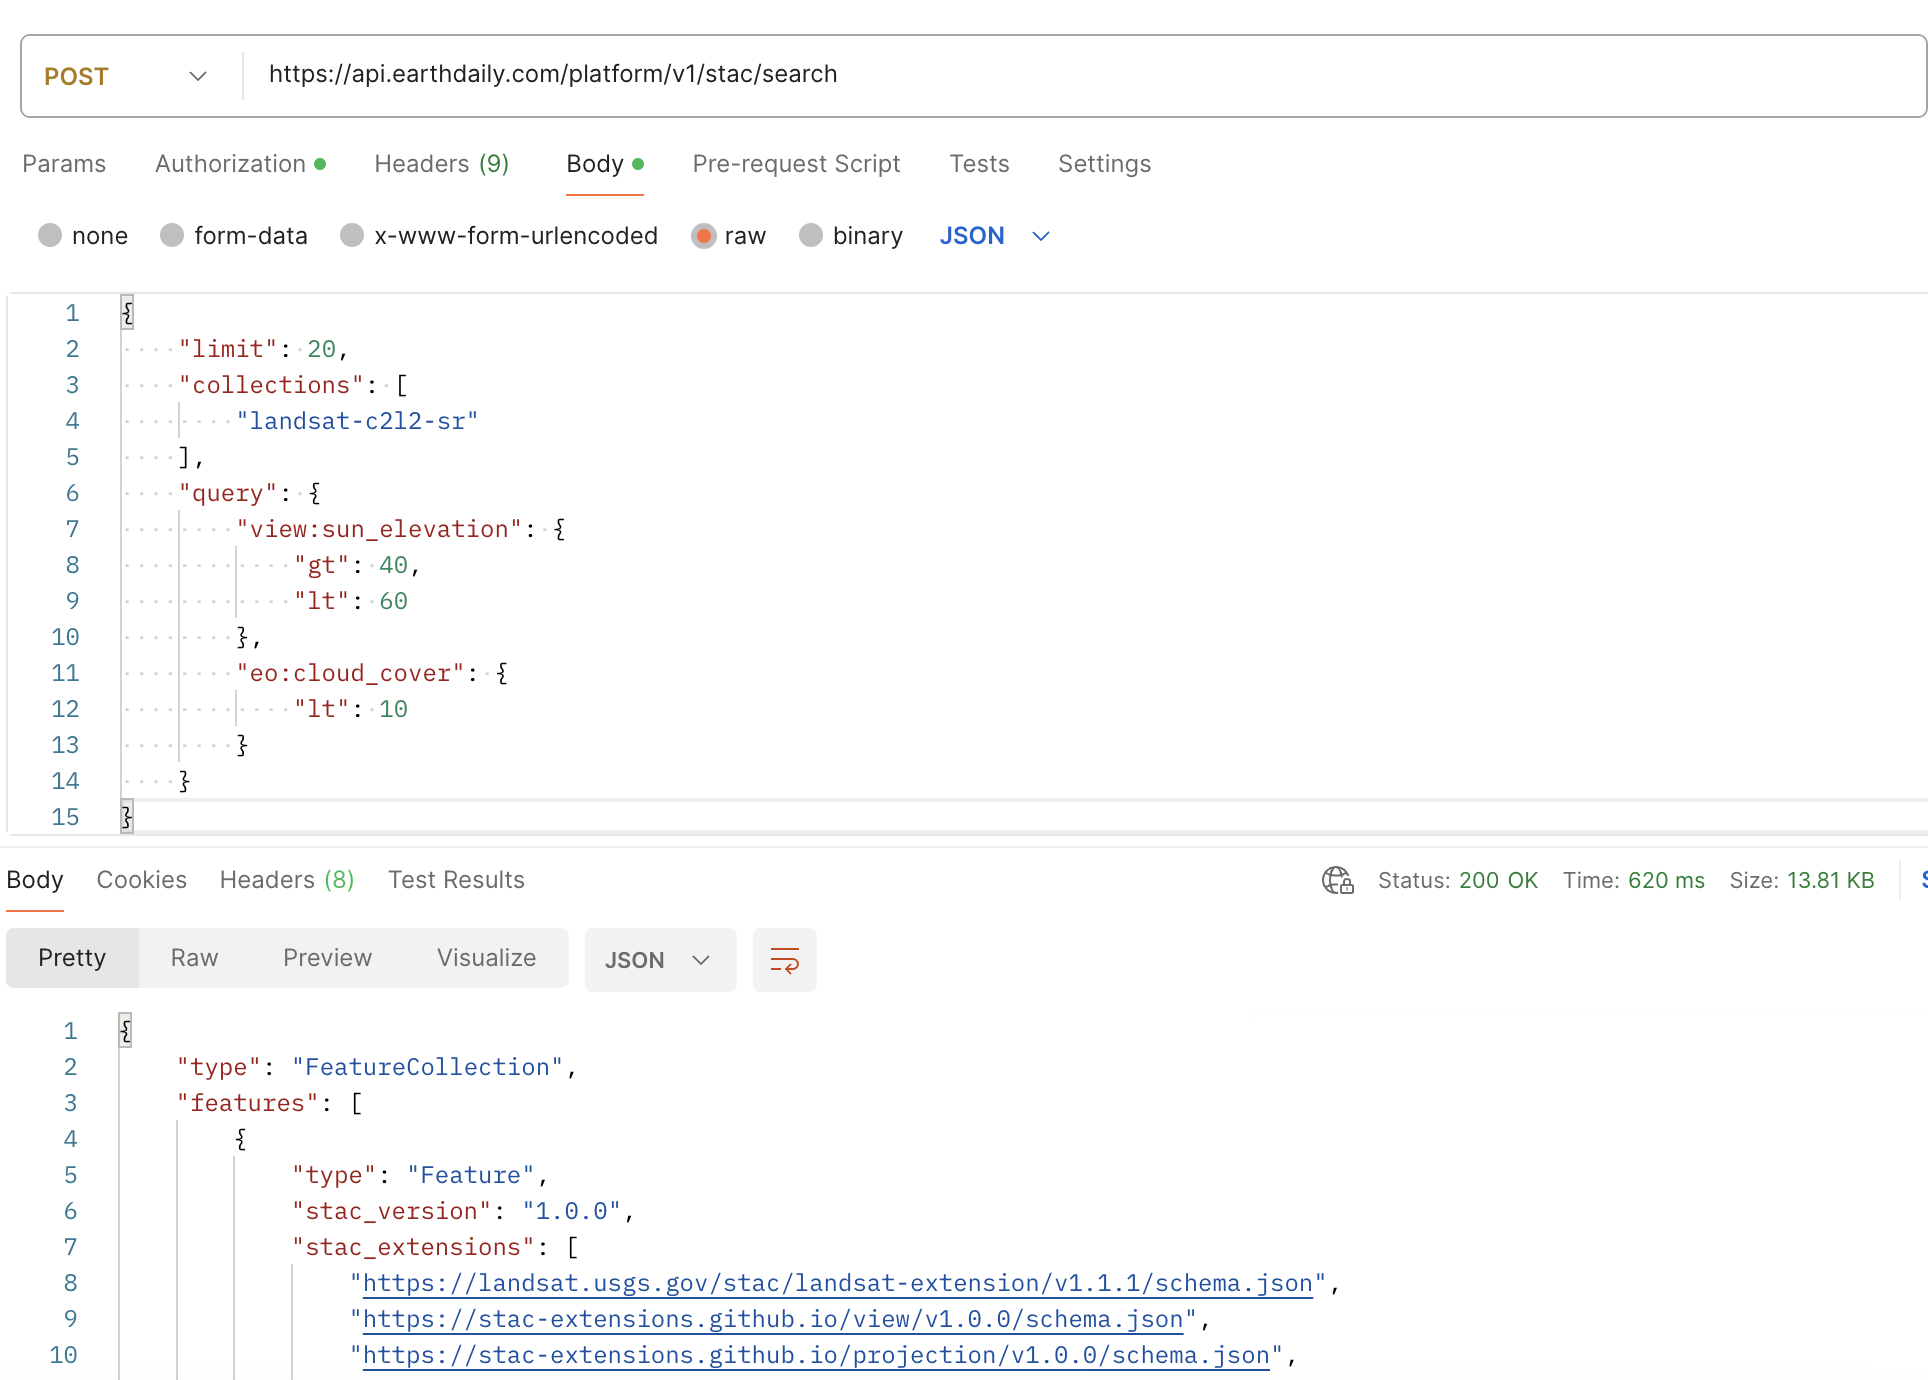 POST https://api.earthdaily.com/platform/v1/stac/search
Params Authorization Headers (9) Body Pre-request Script Tests Settings
none form-data x-www-form-urlencoded raw binary JSON
1 {
2 "limit": 20,
3 "collections": [
4 "landsat-c2l2-sr"
5 ],
6 "query": {
7 "view:sun_elevation": {
8 "gt": 40,
9 "lt": 60
10 },
11 "eo:cloud_cover": {
12 "lt": 10
13 }
14 }
15 }
Body Cookies Headers (8) Test Results Status: 200 OK Time: 620 ms Size: 13.81 KB
Pretty Raw Preview Visualize JSON
1 {
2 "type": "FeatureCollection",
3 "features": [
4 {
5 "type": "Feature",
6 "stac_version": "1.0.0",
7 "stac_extensions": [
8 "https://landsat.usgs.gov/stac/landsat-extension/v1.1.1/schema.json",
9 "https://stac-extensions.github.io/view/v1.0.0/schema.json",
10 "https://stac-extensions.github.io/projection/v1.0.0/schema.json",